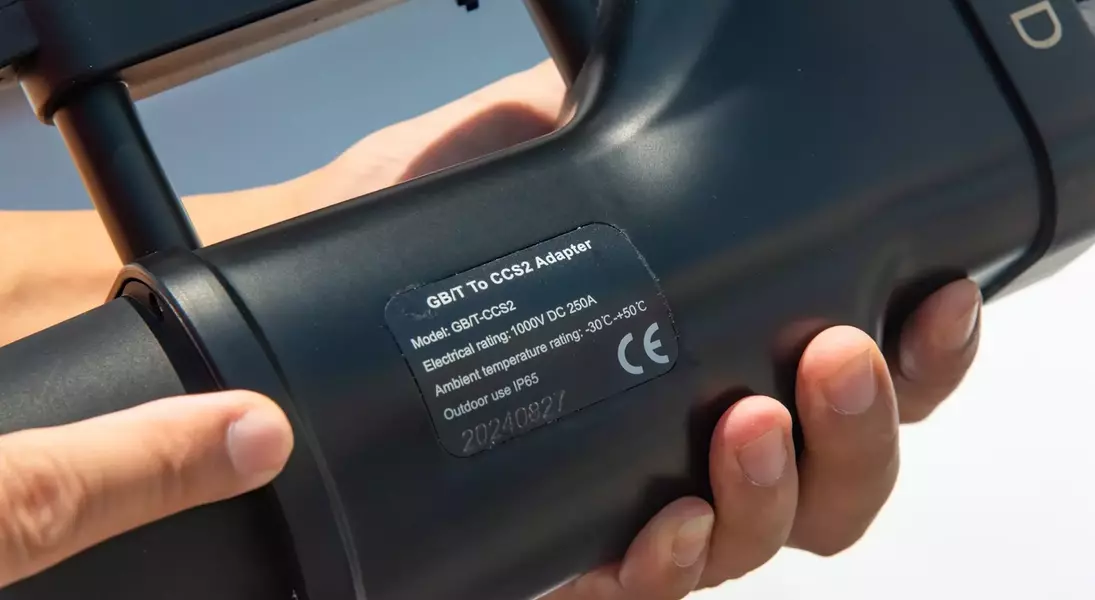 GB/T To CCS2 Adapter
Model: GB/T-CCS2
Electrical rating: 1000V DC 250A
Ambient temperature rating: -30℃-+50℃
Outdoor use IP65
CE
20240827
D